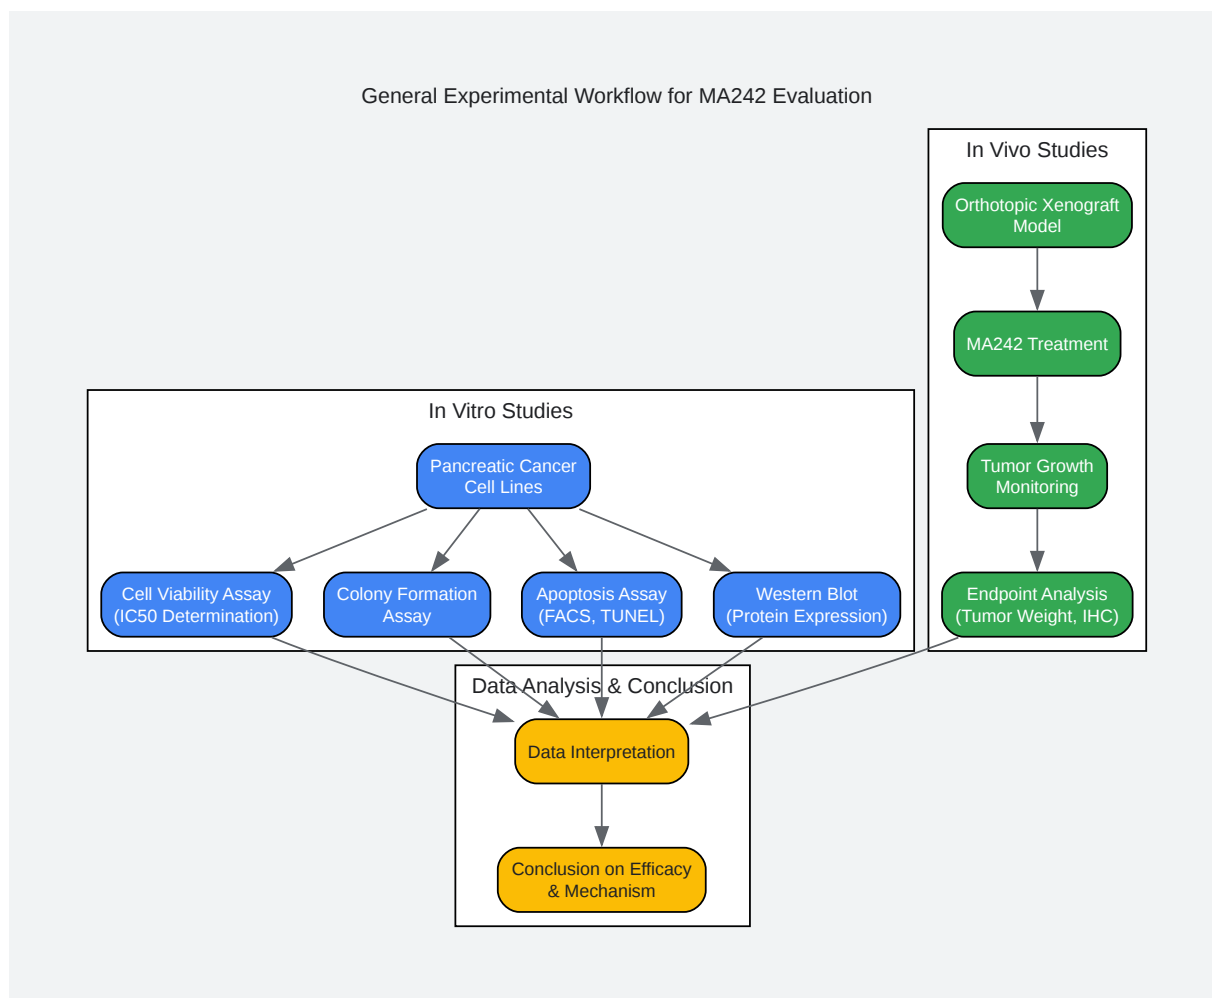 General Experimental Workflow for MA242 Evaluation
In Vivo Studies
Orthotopic Xenograft
Model
MA242 Treatment
Tumor Growth
Monitoring
Endpoint Analysis
(Tumor Weight, IHC)
In Vitro Studies
Pancreatic Cancer
Cell Lines
Cell Viability Assay
(IC50 Determination)
Colony Formation
Assay
Apoptosis Assay
(FACS, TUNEL)
Western Blot
(Protein Expression)
Data Analysis & Conclusion
Data Interpretation
Conclusion on Efficacy
& Mechanism